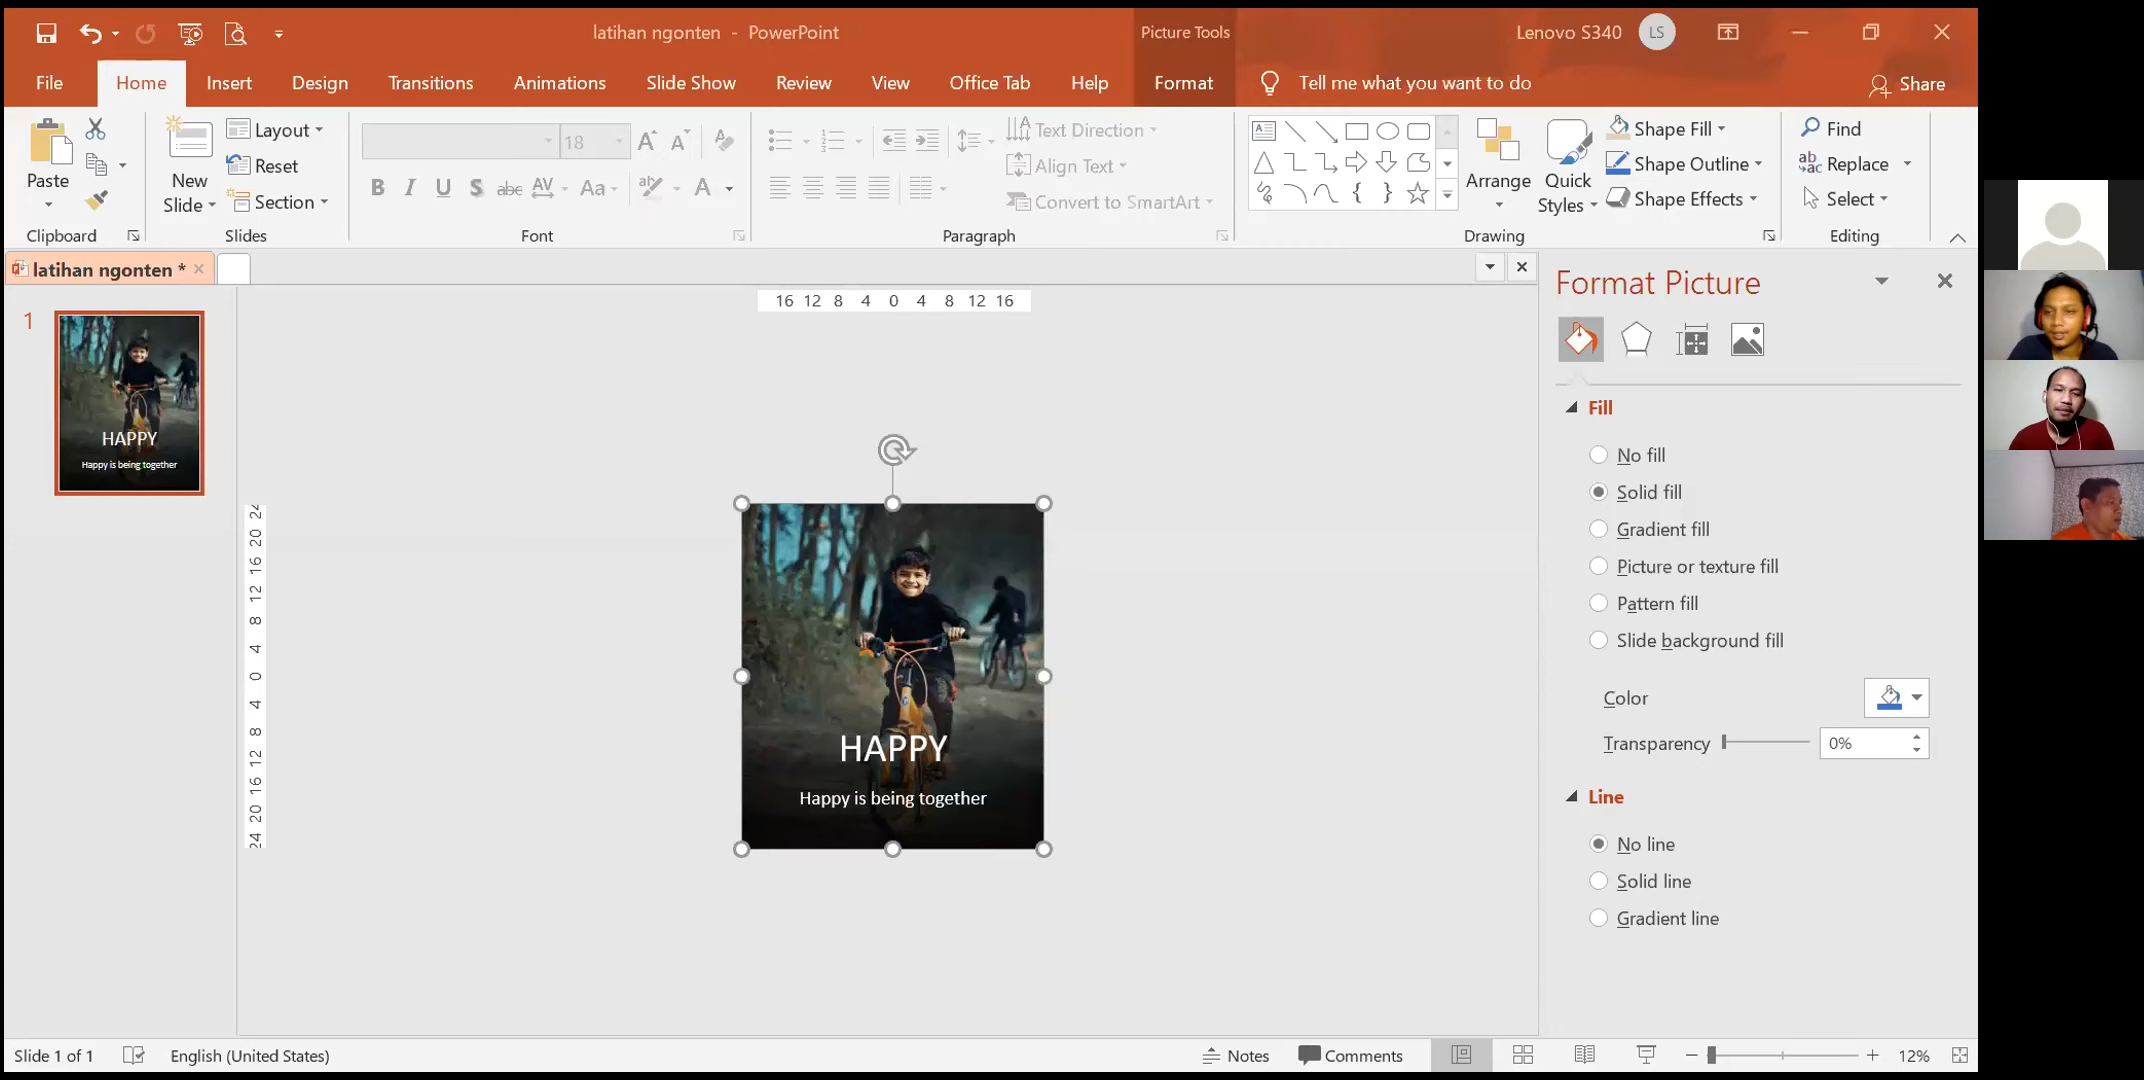 latihan ngonten - PowerPoint
Picture Tools
Lenovo S340
LS
File
Home
Insert
Design
Transitions
Animations
Slide Show
Review
View
Office Tab
Help
Format
Tell me what you want to do
Share
Paste
Clipboard
New
Slide
Layout
Reset
Section
Slides
18
B I U S abc AV Aa A
Font
Text Direction
Align Text
Convert to SmartArt
Paragraph
Arrange
Quick
Styles
Shape Fill
Shape Outline
Shape Effects
Drawing
Find
Replace
Select
Editing
latihan ngonten *
16 12 8 4 0 4 8 12 16
1
HAPPY
Happy is being together
24 20 16 12 8 4 0 4 8 12 16 20 24
HAPPY
Happy is being together
Format Picture
Fill
No fill
Solid fill
Gradient fill
Picture or texture fill
Pattern fill
Slide background fill
Color
Transparency
0%
Line
No line
Solid line
Gradient line
Slide 1 of 1
English (United States)
Notes
Comments
12%